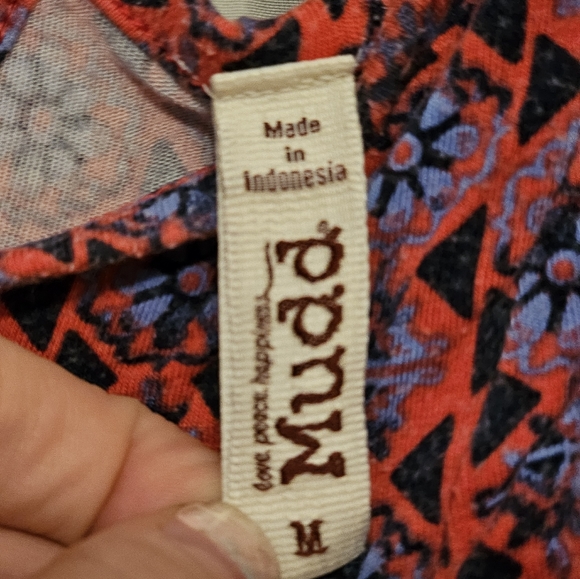 Made
in
Indonesia
Mudd®
love. peace. happiness.
M